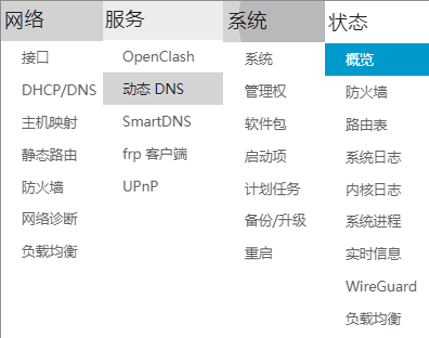 网络
接口
DHCP/DNS
主机映射
静态路由
防火墙
网络诊断
负载均衡
服务
OpenClash
动态 DNS
SmartDNS
frp 客户端
UPnP
系统
系统
管理权
软件包
启动项
计划任务
备份/升级
重启
状态
概览
防火墙
路由表
系统日志
内核日志
系统进程
实时信息
WireGuard
负载均衡